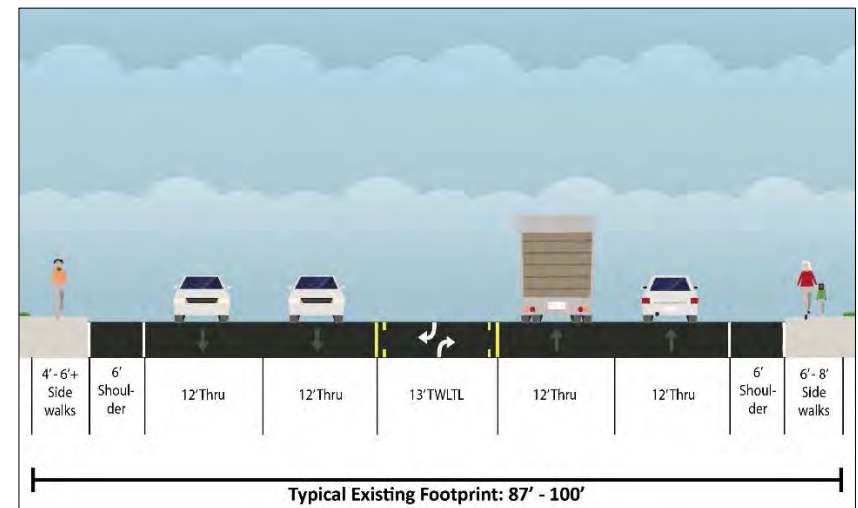 4'-6'+
Side
walks
6'
Shoul-
der
12'Thru
12'Thru
13'TWLTL
12'Thru
12'Thru
6'
Shoul-
der
6'- 8'
Side
walks
Typical Existing Footprint: 87' - 100'